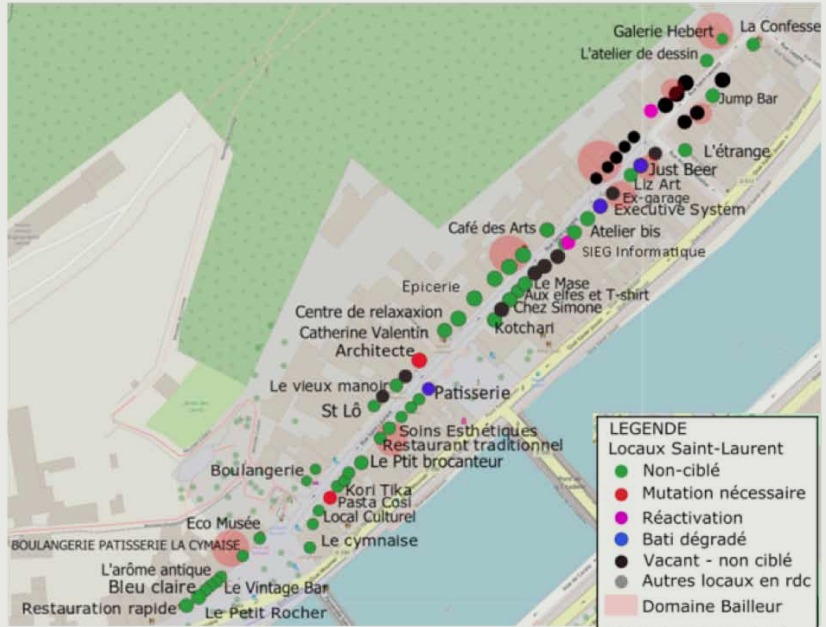 Galerie Hebert
La Confesse
L'atelier de dessin
Jump Bar
L'étrange
Just Beer
Liz Art
Ex-garage
Executive System
Café des Arts
Atelier bis
SIEG Informatique
Epicerie
Le Mase
Aux elfes et T-shirt
Centre de relaxaxion
Chez Simone
Catherine Valentin
Kotchari
Architecte
Le vieux manoir
Patisserie
St Lô
Soins Esthétiques
Restaurant traditionnel
Boulangerie
Le Ptit brocanteur
Kori Tika
Pasta Cosi
Local Culturel
Eco Musée
Le cymnaise
BOULANGERIE PATISSERIE LA CYMAISE
L'arôme antique
Bleu claire
Le Vintage Bar
Restauration rapide
Le Petit Rocher
LEGENDE
Locaux Saint-Laurent
Non-ciblé
Mutation nécessaire
Réactivation
Bati dégradé
Vacant - non ciblé
Autres locaux en rdc
Domaine Bailleur